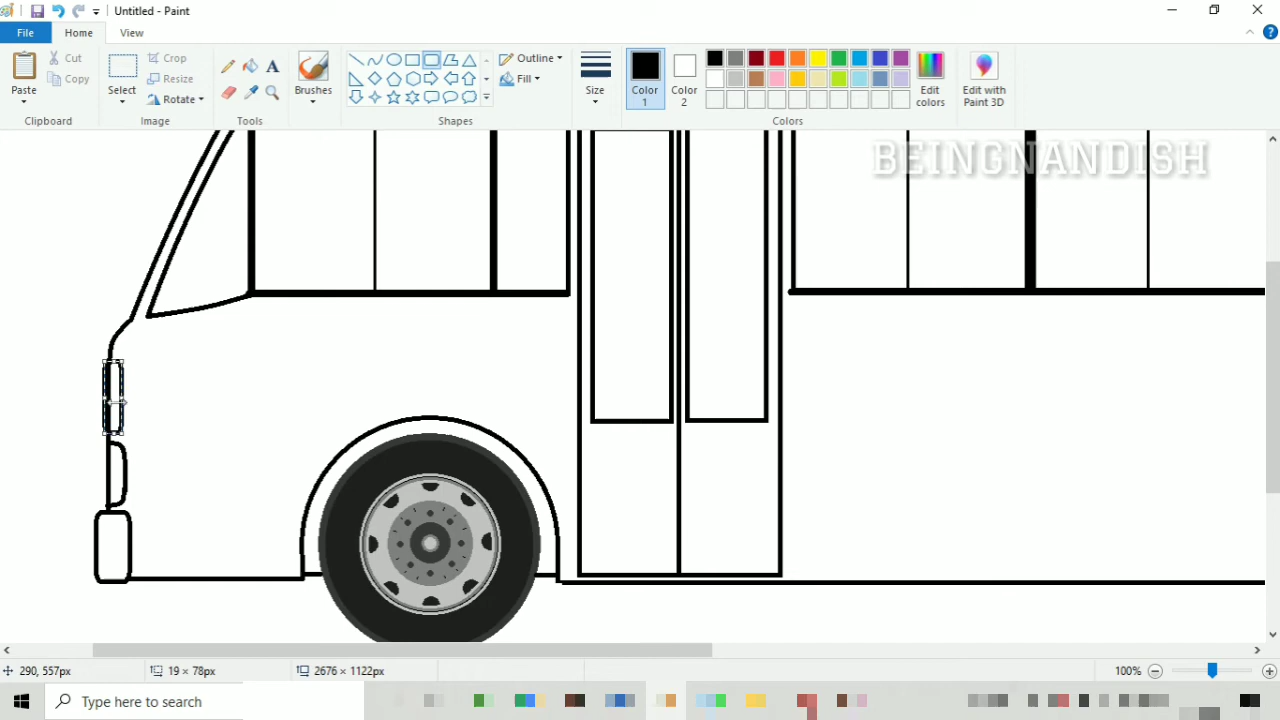 Untitled - Paint
File
Home
View
Paste
Cut
Copy
Clipboard
Select
Crop
Resize
Rotate
Image
Tools
Brushes
Outline
Fill
Shapes
Size
Color 1
Color 2
Edit colors
Colors
Edit with Paint 3D
BEINGNANDISH
290, 557px
19 × 78px
2676 × 1122px
100%
Type here to search